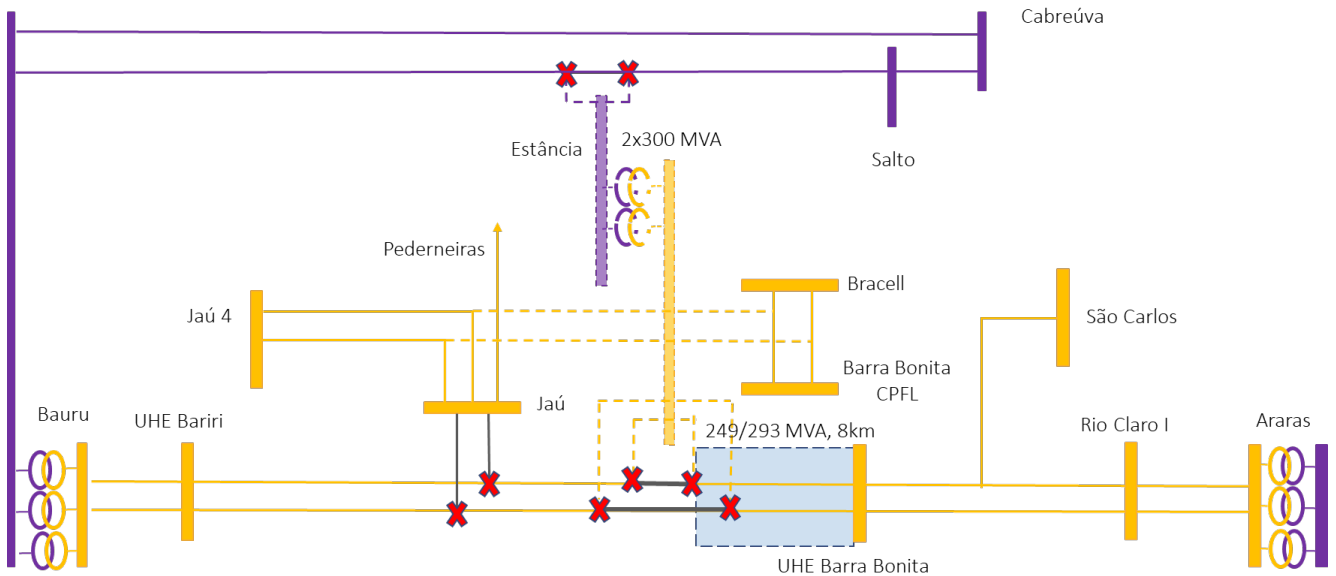 Cabreúva
2x300 MVA
Estância
Salto
Pederneiras
Bracell
Jaú 4
São Carlos
Barra Bonita
CPFL
Jaú
Bauru
UHE Bariri
249/293 MVA, 8km
Rio Claro I
Araras
UHE Barra Bonita